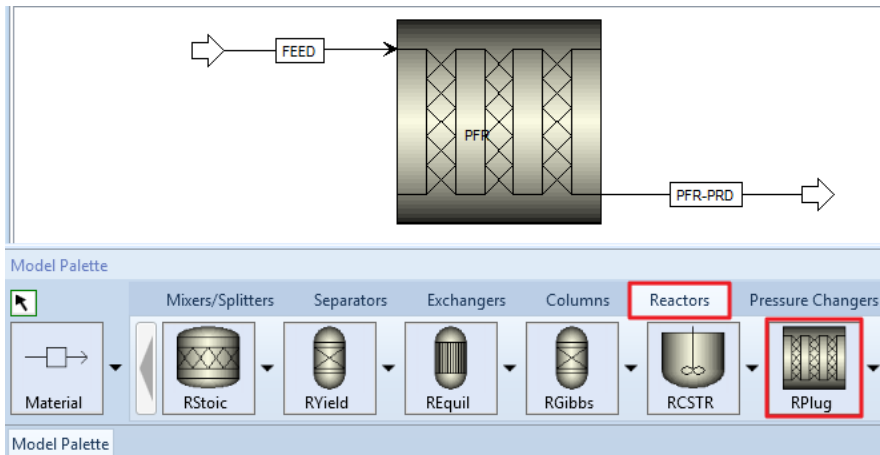 FEED
PFR
PFR-PRD
Model Palette
Mixers/Splitters Separators Exchangers Columns Reactors Pressure Changers
Material RStoic RYield REquil RGibbs RCSTR RPlug
Model Palette